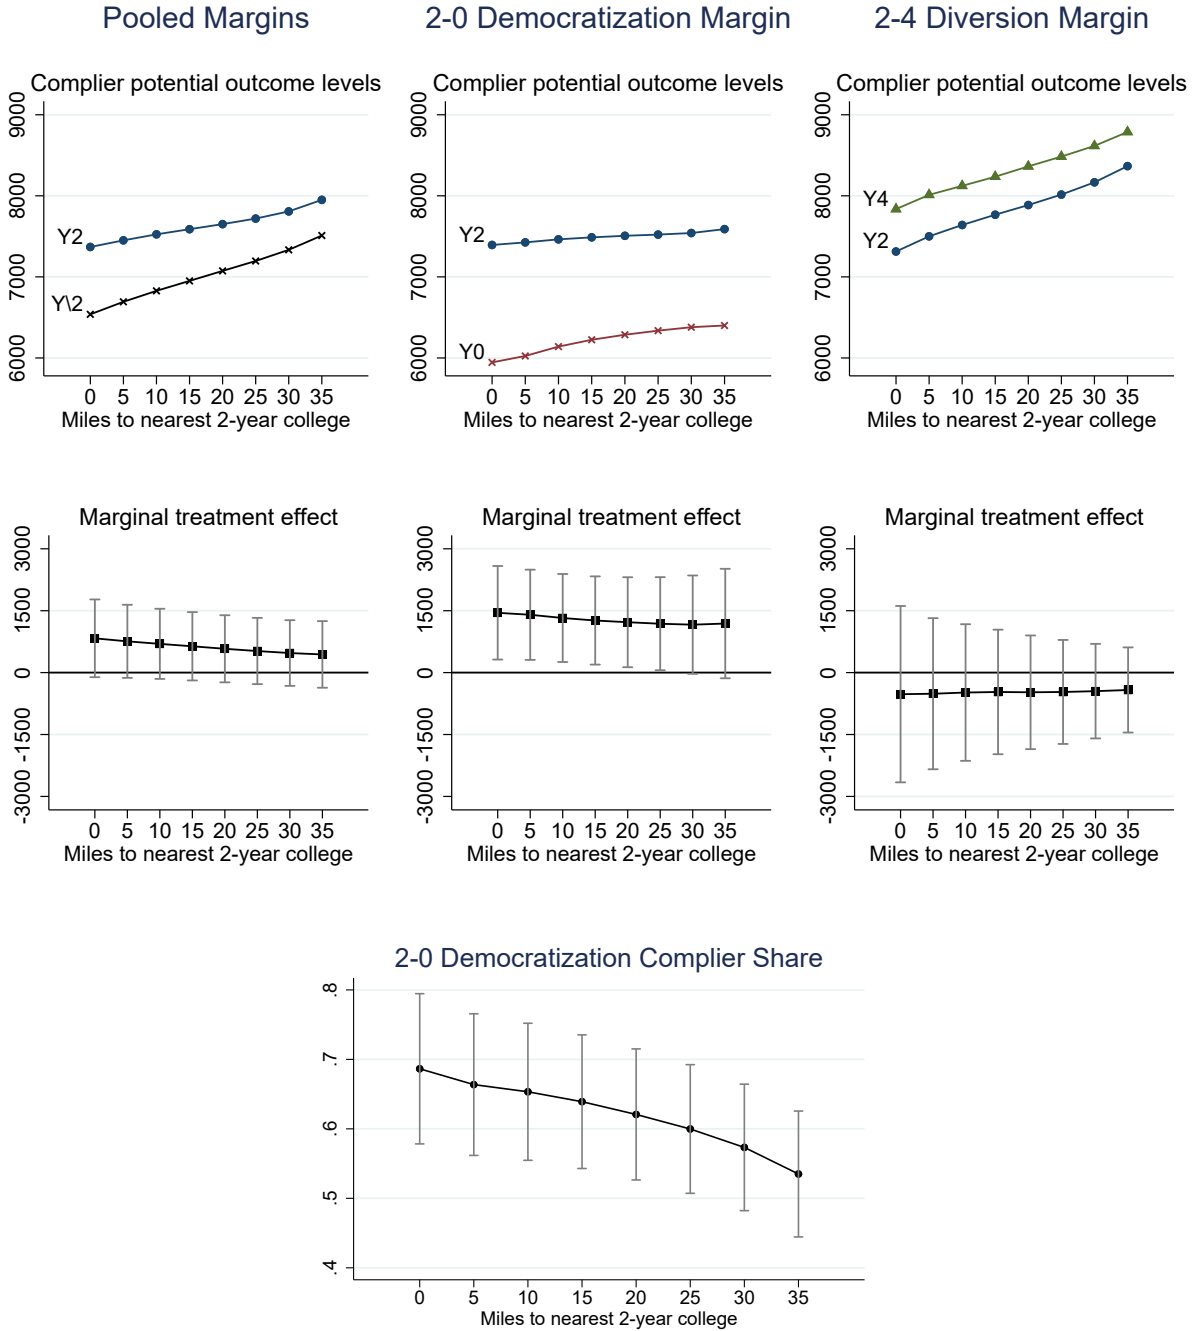 Pooled Margins
2-0 Democratization Margin
2-4 Diversion Margin
Complier potential outcome levels
9000
8000
7000
6000
Y2
Y\2
0 5 10 15 20 25 30 35
Miles to nearest 2-year college
Complier potential outcome levels
9000
8000
7000
6000
Y2
Y0
0 5 10 15 20 25 30 35
Miles to nearest 2-year college
Complier potential outcome levels
9000
8000
7000
6000
Y4
Y2
0 5 10 15 20 25 30 35
Miles to nearest 2-year college
Marginal treatment effect
3000
1500
0
-1500
-3000
0 5 10 15 20 25 30 35
Miles to nearest 2-year college
Marginal treatment effect
3000
1500
0
-1500
-3000
0 5 10 15 20 25 30 35
Miles to nearest 2-year college
Marginal treatment effect
3000
1500
0
-1500
-3000
0 5 10 15 20 25 30 35
Miles to nearest 2-year college
2-0 Democratization Complier Share
.8
.7
.6
.5
.4
0 5 10 15 20 25 30 35
Miles to nearest 2-year college